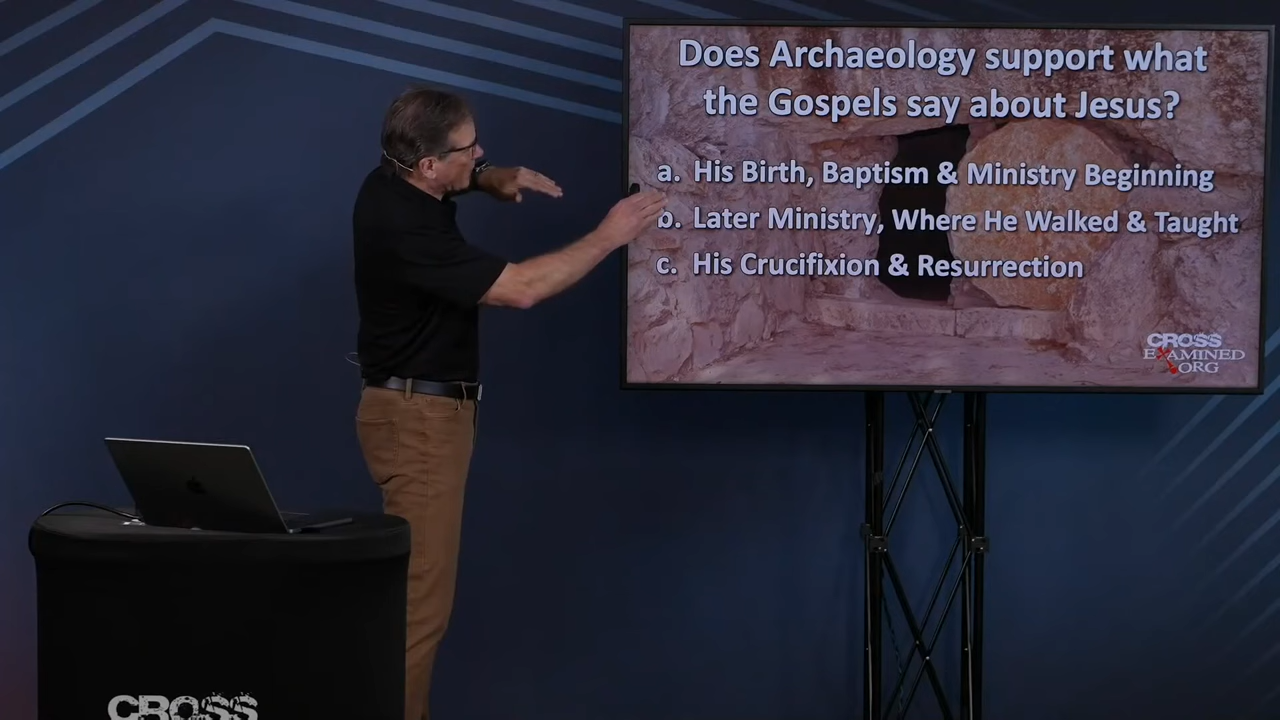 Does Archaeology support what
the Gospels say about Jesus?
a. His Birth, Baptism & Ministry Beginning
b. Later Ministry, Where He Walked & Taught
c. His Crucifixion & Resurrection
CROSS
EXAMINED
ORG
CROSS